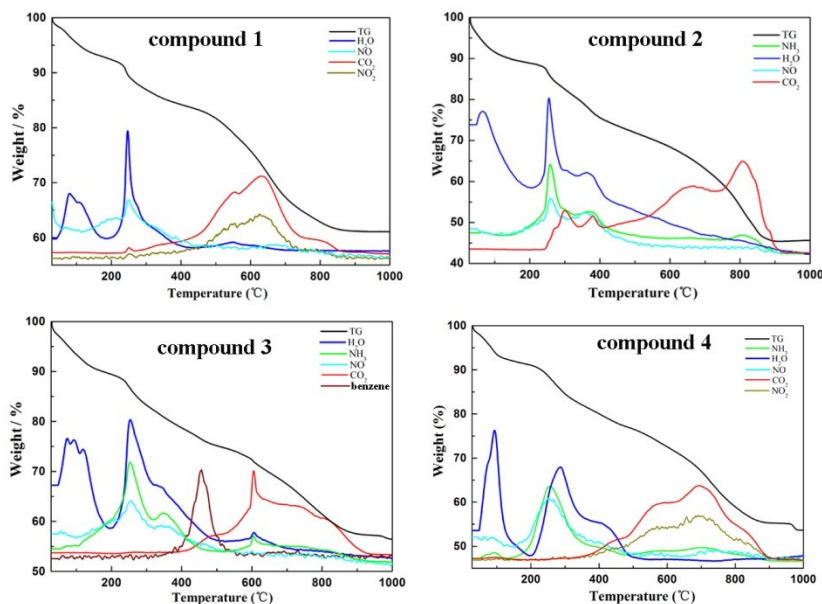 compound 1
TG
H₂O
NO
CO₂
NO₂
Weight / %
100
90
80
70
60
200 400 600 800 1000
Temperature (℃)
compound 2
TG
NH₃
H₂O
NO
CO₂
Weight (%)
100
90
80
70
60
50
40
200 400 600 800 1000
Temperature (℃)
compound 3
TG
H₂O
NH₃
NO
CO₂
benzene
Weight (%)
100
90
80
70
60
50
200 400 600 800 1000
Temperature (℃)
compound 4
TG
NH₃
H₂O
NO
CO₂
NO₂
Weight (%)
100
90
80
70
60
50
200 400 600 800 1000
Temperature (℃)